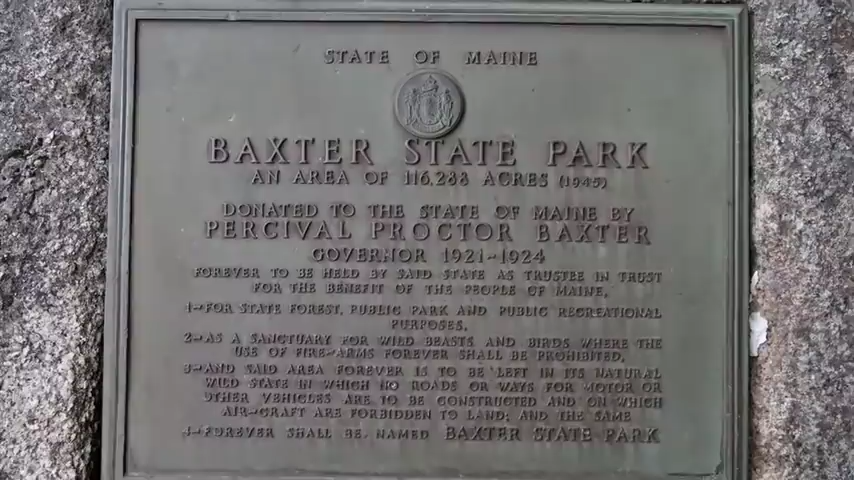 STATE OF MAINE
BAXTER STATE PARK
AN AREA OF 116,288 ACRES (1945)
DONATED TO THE STATE OF MAINE BY
PERCIVAL PROCTOR BAXTER
GOVERNOR 1921-1924
FOREVER TO BE HELD BY SAID STATE AS TRUSTEE IN TRUST
FOR THE BENEFIT OF THE PEOPLE OF MAINE,
1-FOR STATE FOREST, PUBLIC PARK AND PUBLIC RECREATIONAL
PURPOSES,
2-AS A SANCTUARY FOR WILD BEASTS AND BIRDS WHERE THE
USE OF FIRE-ARMS FOREVER SHALL BE PROHIBITED,
3-AND SAID AREA FOREVER IS TO BE LEFT IN ITS NATURAL
WILD STATE IN WHICH NO ROADS OR WAYS FOR MOTOR OR
OTHER VEHICLES ARE TO BE CONSTRUCTED AND ON WHICH
AIR-CRAFT ARE FORBIDDEN TO LAND; AND THE SAME
4-FOREVER SHALL BE NAMED BAXTER STATE PARK